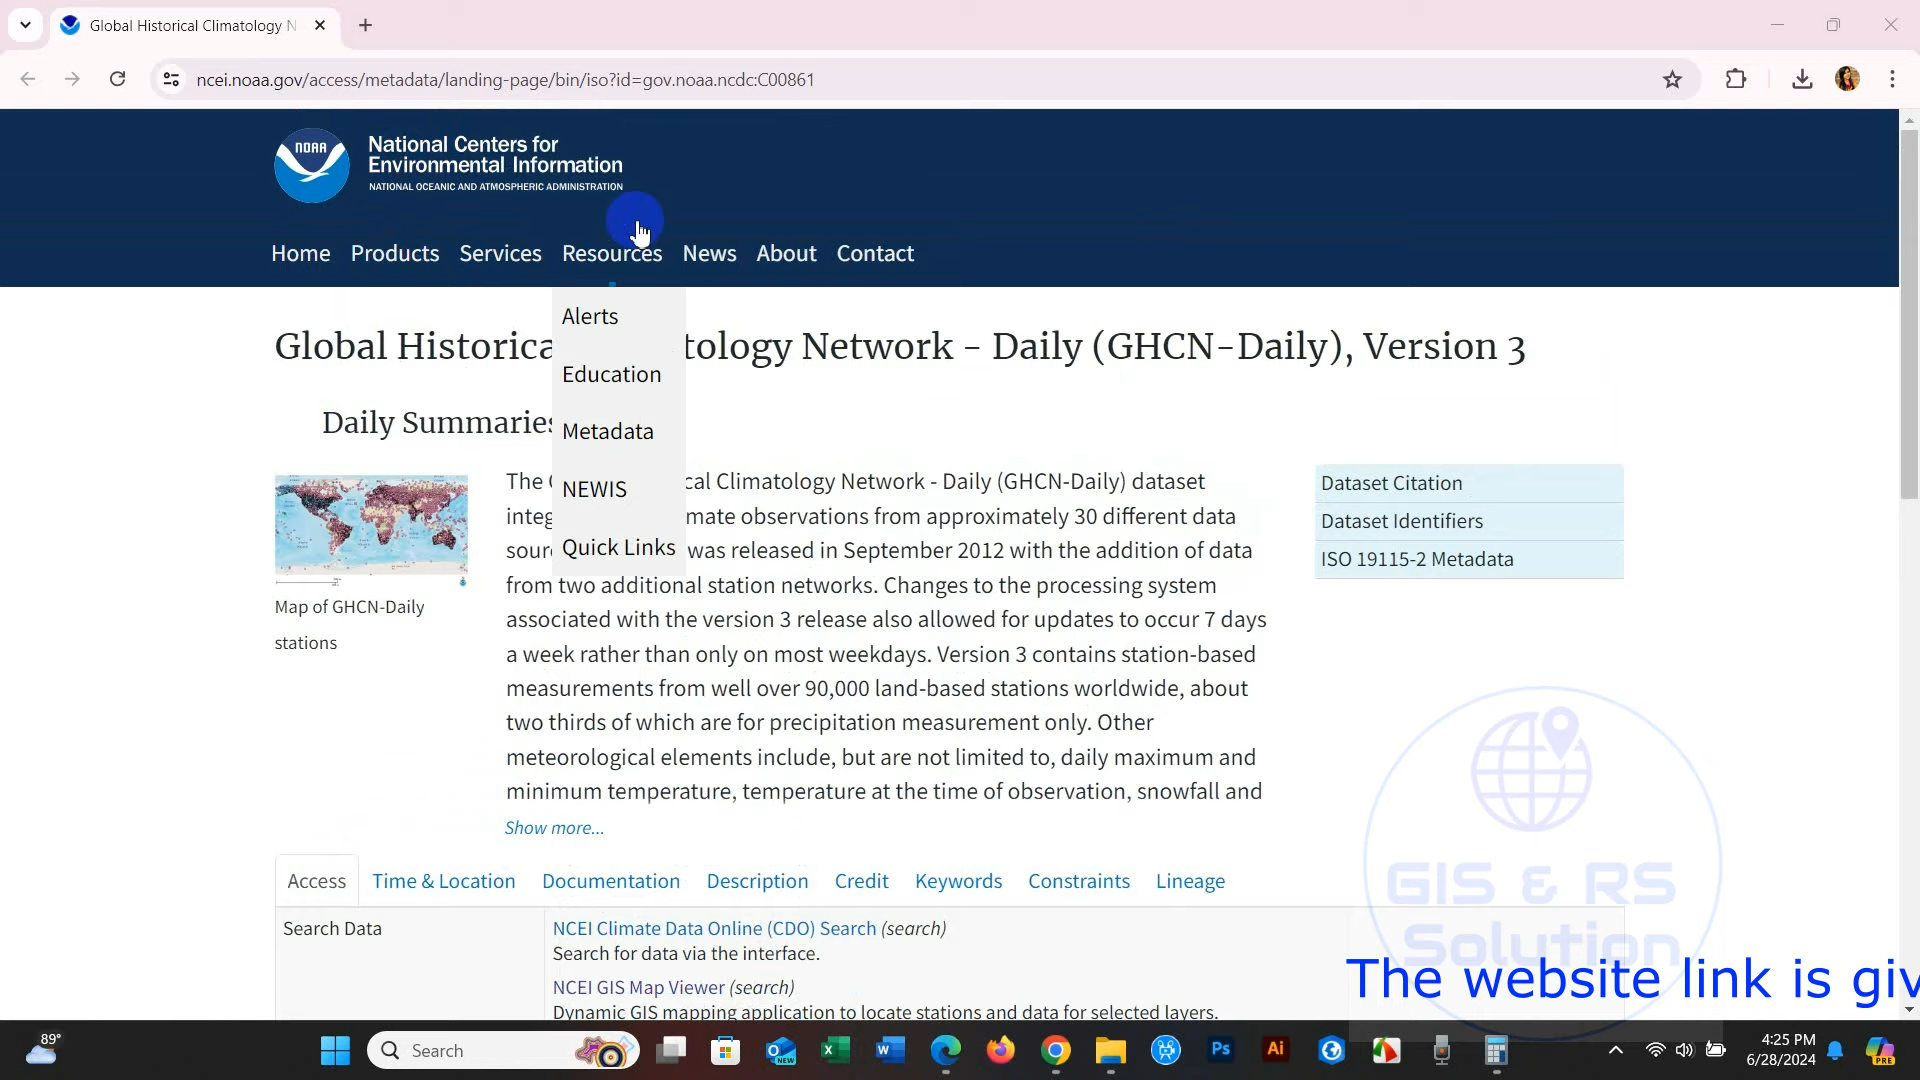 Global Historical Climatology N
ncei.noaa.gov/access/metadata/landing-page/bin/iso?id=gov.noaa.ncdc:C00861
NOAA
National Centers for
Environmental Information
NATIONAL OCEANIC AND ATMOSPHERIC ADMINISTRATION
Home Products Services Resources News About Contact
Alerts
Education
Metadata
NEWIS
Quick Links
Global Historica tology Network - Daily (GHCN-Daily), Version 3
Daily Summaries
Map of GHCN-Daily
stations
The cal Climatology Network - Daily (GHCN-Daily) dataset
integ mate observations from approximately 30 different data
sour was released in September 2012 with the addition of data
from two additional station networks. Changes to the processing system
associated with the version 3 release also allowed for updates to occur 7 days
a week rather than only on most weekdays. Version 3 contains station-based
measurements from well over 90,000 land-based stations worldwide, about
two thirds of which are for precipitation measurement only. Other
meteorological elements include, but are not limited to, daily maximum and
minimum temperature, temperature at the time of observation, snowfall and
Show more...
Dataset Citation
Dataset Identifiers
ISO 19115-2 Metadata
Access Time & Location Documentation Description Credit Keywords Constraints Lineage
Search Data
NCEI Climate Data Online (CDO) Search (search)
Search for data via the interface.
NCEI GIS Map Viewer (search)
Dynamic GIS mapping application to locate stations and data for selected layers.
GIS & RS
Solution
The website link is giv
89°
Search
NEW
Ps
Ai
4:25 PM
6/28/2024
PRE